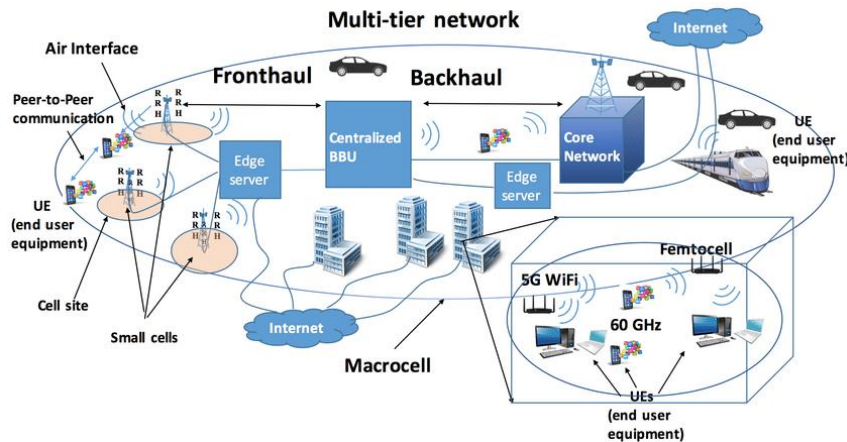 Multi-tier network
Internet
Air Interface
Fronthaul
Backhaul
R
R
H
R
R
H
Peer-to-Peer
communication
Centralized
BBU
Core
Network
UE
(end user
equipment)
Edge
server
Edge
server
R
R
H
R
R
H
UE
(end user
equipment)
R
R
H
R
R
H
Femtocell
5G WiFi
Cell site
60 GHz
Small cells
Internet
Macrocell
UEs
(end user
equipment)